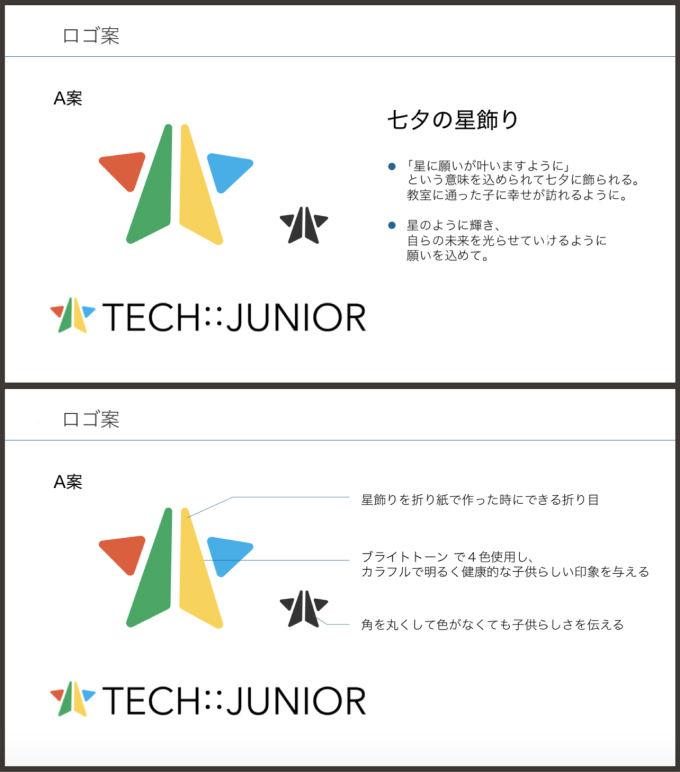 ロゴ案
A案
七夕の星飾り
「星に願いが叶いますように」
という意味を込められて七夕に飾られる。
教室に通った子に幸せが訪れるように。
星のように輝き、
自らの未来を光らせていけるように
願いを込めて。
TECH::JUNIOR
ロゴ案
A案
星飾りを折り紙で作った時にできる折り目
ブライトトーン で４色使用し、
カラフルで明るく健康的な子供らしい印象を与える
角を丸くして色がなくても子供らしさを伝える
TECH::JUNIOR